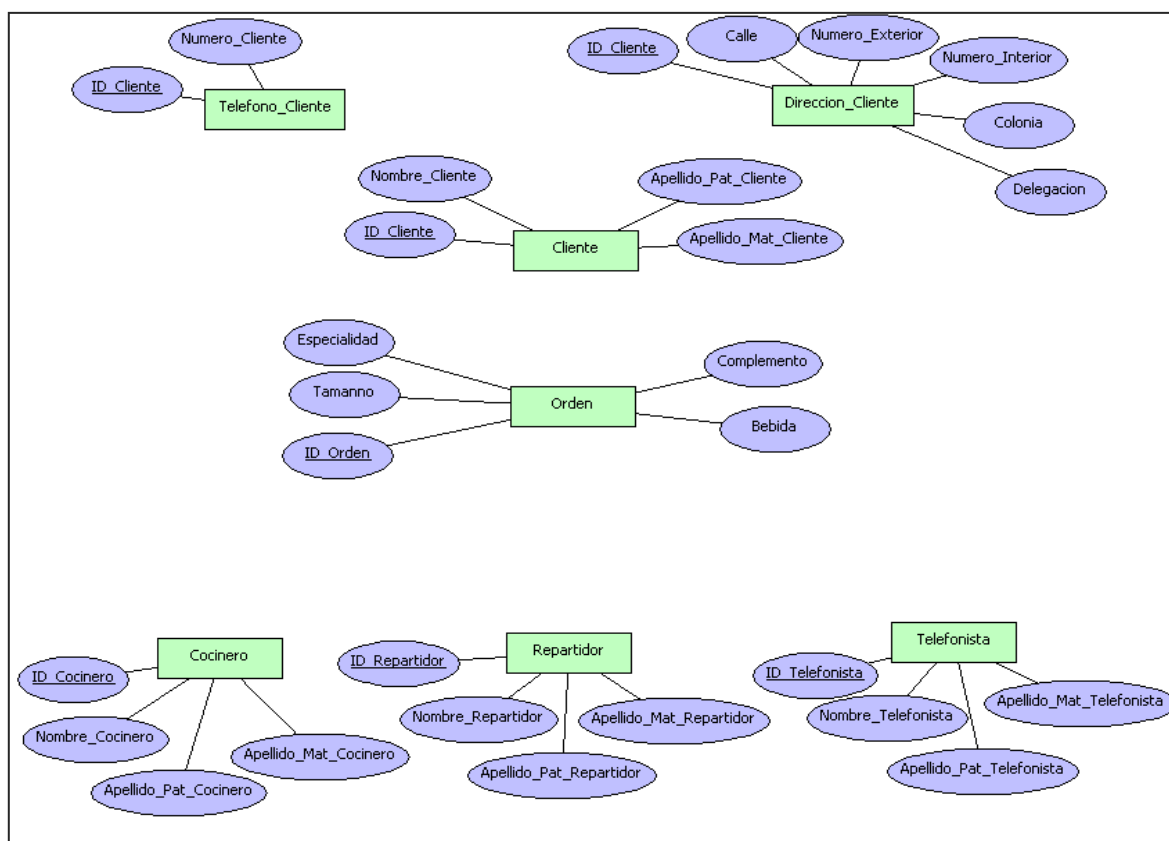 Numero_Cliente
ID_Cliente
Telefono_Cliente
ID_Cliente
Calle
Numero_Exterior
Numero_Interior
Direccion_Cliente
Colonia
Delegacion
Nombre_Cliente
Apellido_Pat_Cliente
ID_Cliente
Cliente
Apellido_Mat_Cliente
Especialidad
Complemento
Tamanno
Orden
Bebida
ID_Orden
Cocinero
ID_Cocinero
Nombre_Cocinero
Apellido_Mat_Cocinero
Apellido_Pat_Cocinero
Repartidor
ID_Repartidor
Nombre_Repartidor
Apellido_Mat_Repartidor
Apellido_Pat_Repartidor
Telefonista
ID_Telefonista
Nombre_Telefonista
Apellido_Mat_Telefonista
Apellido_Pat_Telefonista